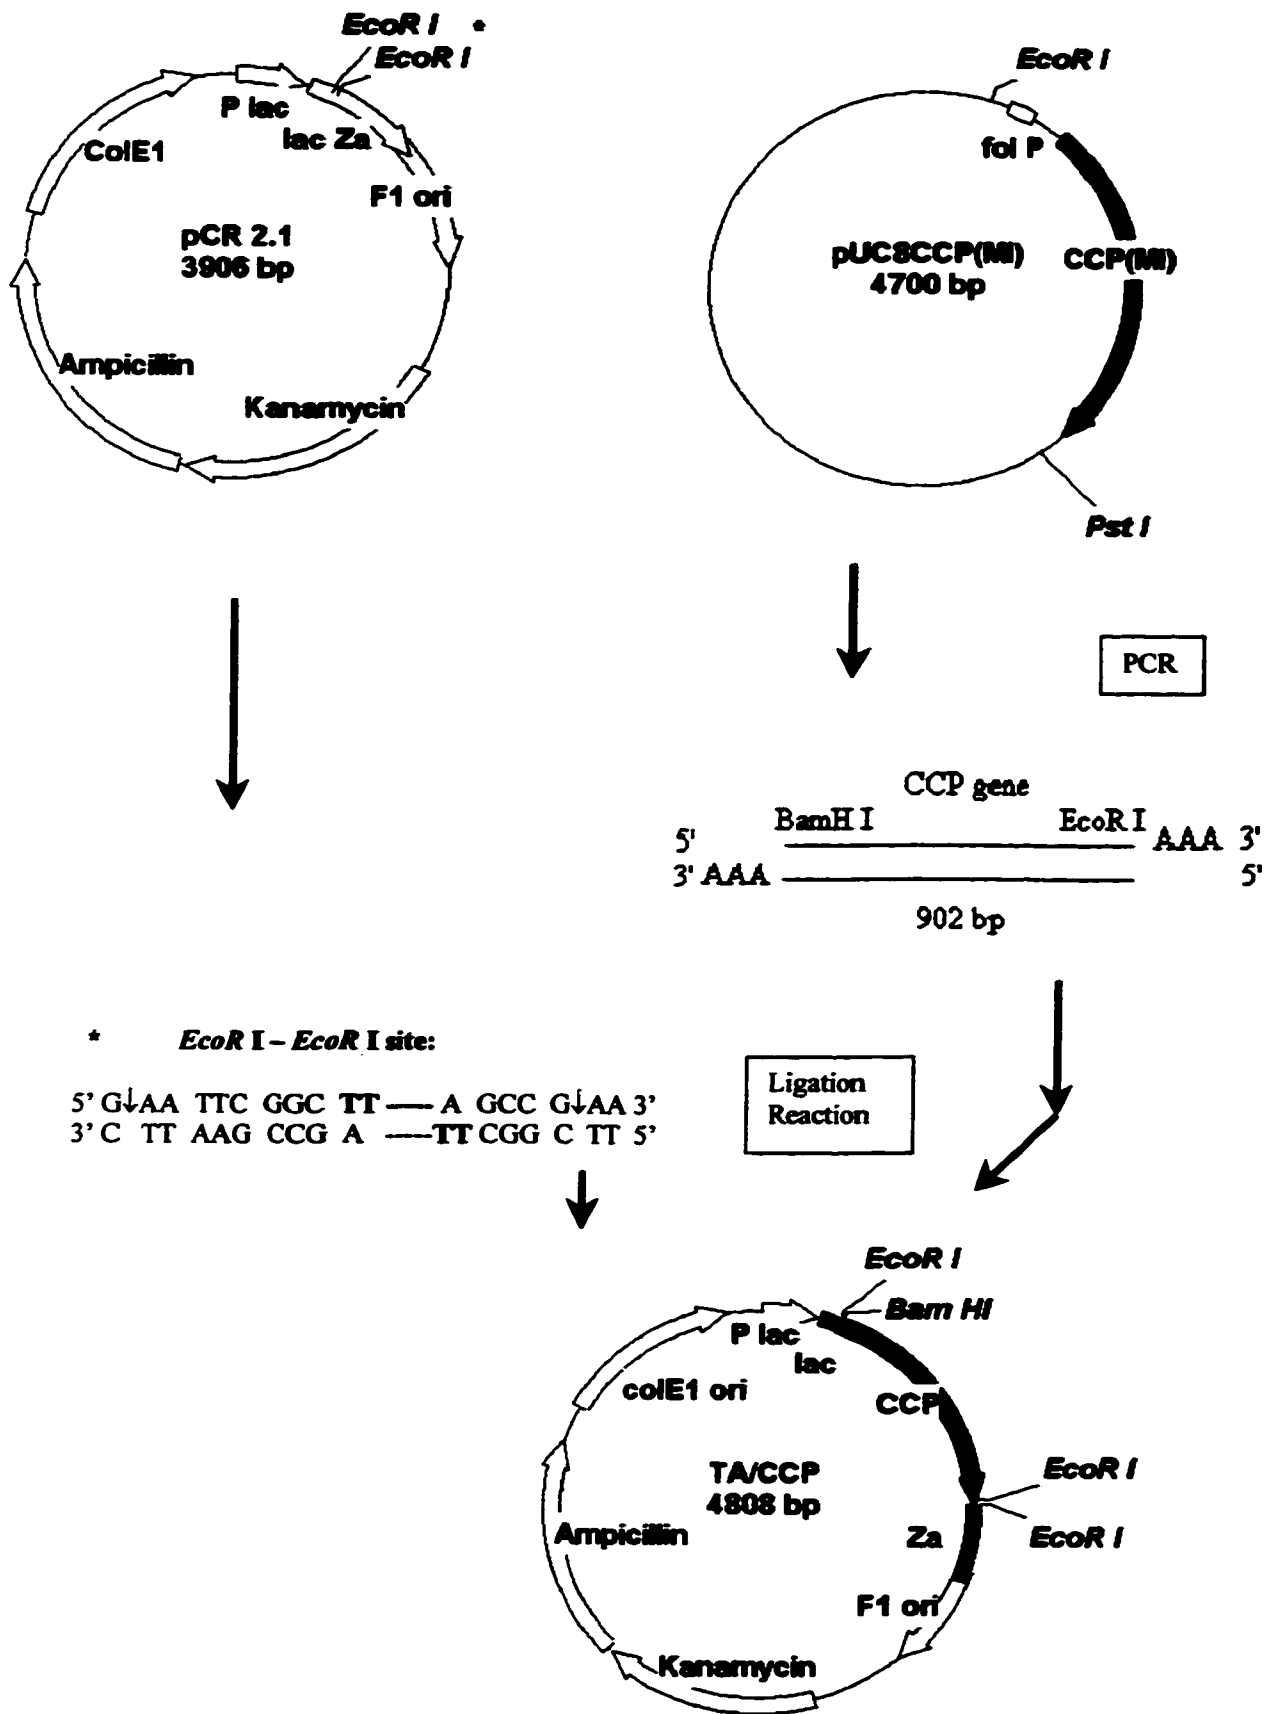 EcoR I *
EcoR I
P lac
lac Za
ColE1
F1 ori
pCR 2.1
3906 bp
Ampicillin
Kanamycin
EcoR I
fol P
pUC8CCP(MI)
4700 bp
CCP(MI)
Pst I
PCR
CCP gene
BamH I EcoR I
5' AAA 3'
3' AAA 5'
902 bp
* EcoR I – EcoR I site:
5' G↓AA TTC GGC TT — A GCC G↓AA 3'
3' C TT AAG CCG A — TT CGG C TT 5'
Ligation
Reaction
EcoR I
Bam HI
P lac
lac
colE1 ori
CCP
TA/CCP
4808 bp
EcoR I
EcoR I
Ampicillin
Za
F1 ori
Kanamycin